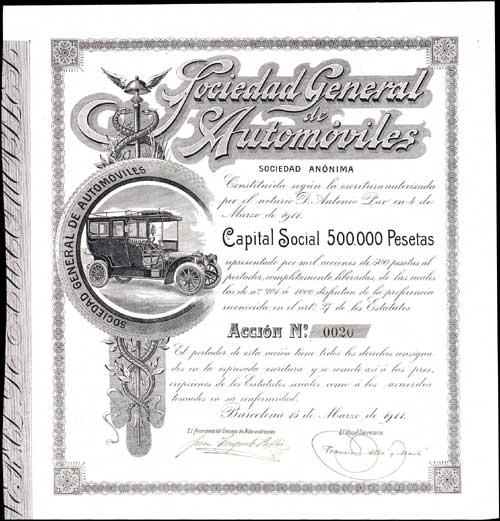 Sociedad General
de
Automóviles
SOCIEDAD ANÓNIMA
Constituida según la escritura autorizada
por el notario D. Antonio Par en 4 de
Marzo de 1911.
Capital Social 500.000 Pesetas
representado por mil acciones de 500 pesetas al
portador, completamente liberadas, de las cuales
las de nº 201 á 1000 disfrutan de la preferencia
reconocida en el artº 27 de los Estatutos.
ACCIÓN Nº 0020
El portador de esta acción tiene todos los derechos consigna-
dos en la expresada escritura y se somete así á las pres-
cripciones de los Estatutos sociales como á los acuerdos
tomados en su conformidad.
Barcelona 15 de Marzo de 1911.
El Presidente del Consejo de Administración. El Vocal Secretario.
Francisco
SOCIEDAD GENERAL DE AUTOMOVILES